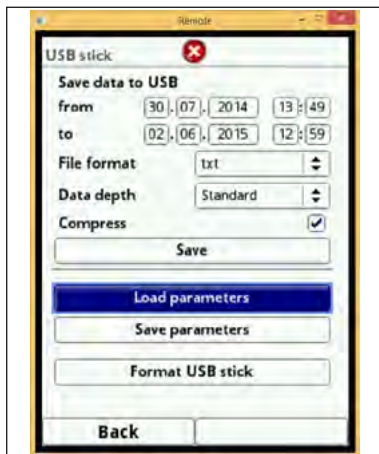 Remote
USB stick
Save data to USB
from 30.07.2014 13:49
to 02.06.2015 12:59
File format txt
Data depth Standard
Compress
Save
Load parameters
Save parameters
Format USB stick
Back